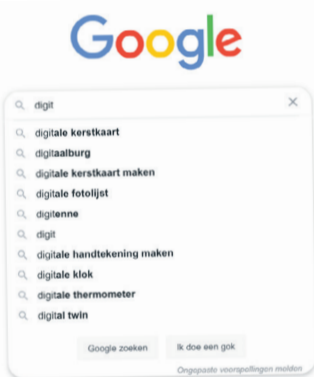 Google
digit
digitale kerstkaart
digitaalburg
digitale kerstkaart maken
digitale fotolijst
digitenne
digit
digitale handtekening maken
digitale klok
digitale thermometer
digital twin
Google zoeken Ik doe een gok
Ongepaste voorspellingen melden